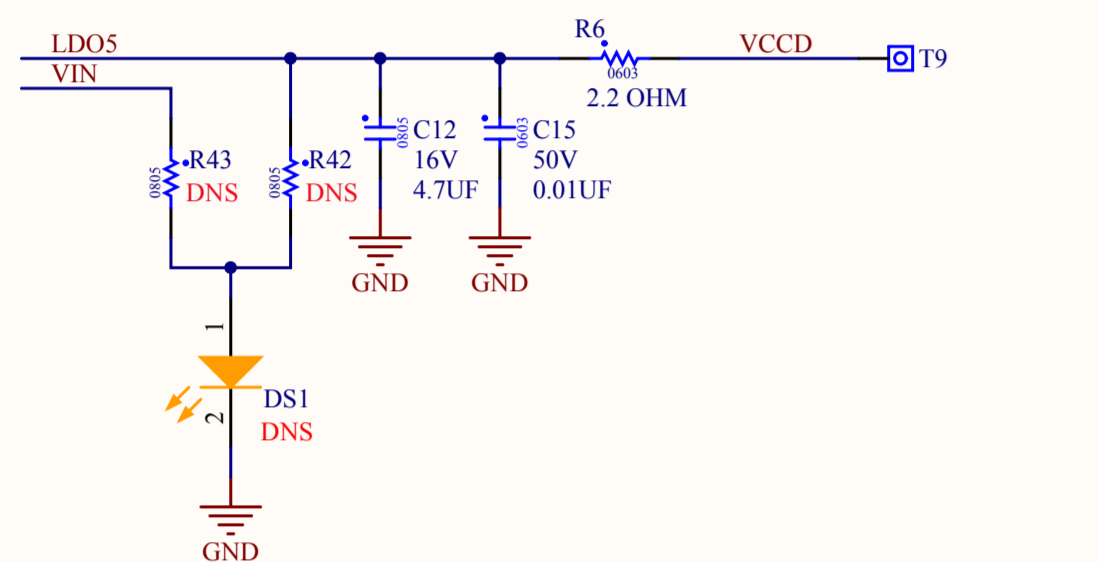 R6
LDO5
VCCD
T9
VIN
0603
2.2 OHM
0805
R43
DNS
0805
R42
DNS
0805
C12
16V
4.7UF
0603
C15
50V
0.01UF
GND
GND
1
2
DS1
DNS
GND